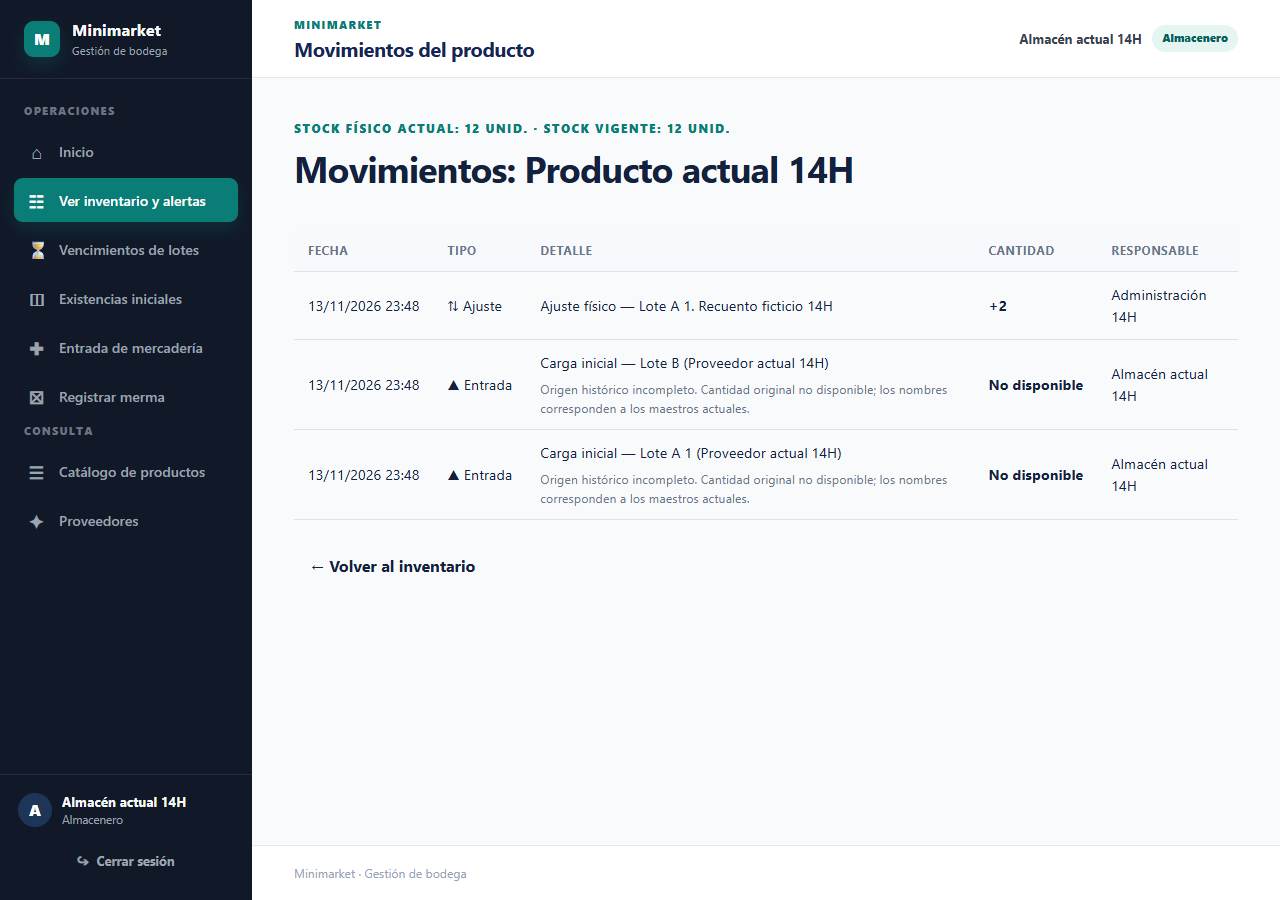 M
Minimarket
Gestión de bodega
OPERACIONES
Inicio
Ver inventario y alertas
Vencimientos de lotes
Existencias iniciales
Entrada de mercadería
Registrar merma
CONSULTA
Catálogo de productos
Proveedores
A
Almacén actual 14H
Almacenero
↪ Cerrar sesión
MINIMARKET
Movimientos del producto
Almacén actual 14H Almacenero
STOCK FÍSICO ACTUAL: 12 UNID. · STOCK VIGENTE: 12 UNID.
Movimientos: Producto actual 14H
FECHA TIPO DETALLE CANTIDAD RESPONSABLE
13/11/2026 23:48 ⇅ Ajuste Ajuste físico — Lote A 1. Recuento ficticio 14H +2 Administración
14H
13/11/2026 23:48 ▲ Entrada Carga inicial — Lote B (Proveedor actual 14H)
Origen histórico incompleto. Cantidad original no disponible; los nombres
corresponden a los maestros actuales.
No disponible
Almacén actual
14H
13/11/2026 23:48 ▲ Entrada Carga inicial — Lote A 1 (Proveedor actual 14H)
Origen histórico incompleto. Cantidad original no disponible; los nombres
corresponden a los maestros actuales.
No disponible
Almacén actual
14H
← Volver al inventario
Minimarket · Gestión de bodega